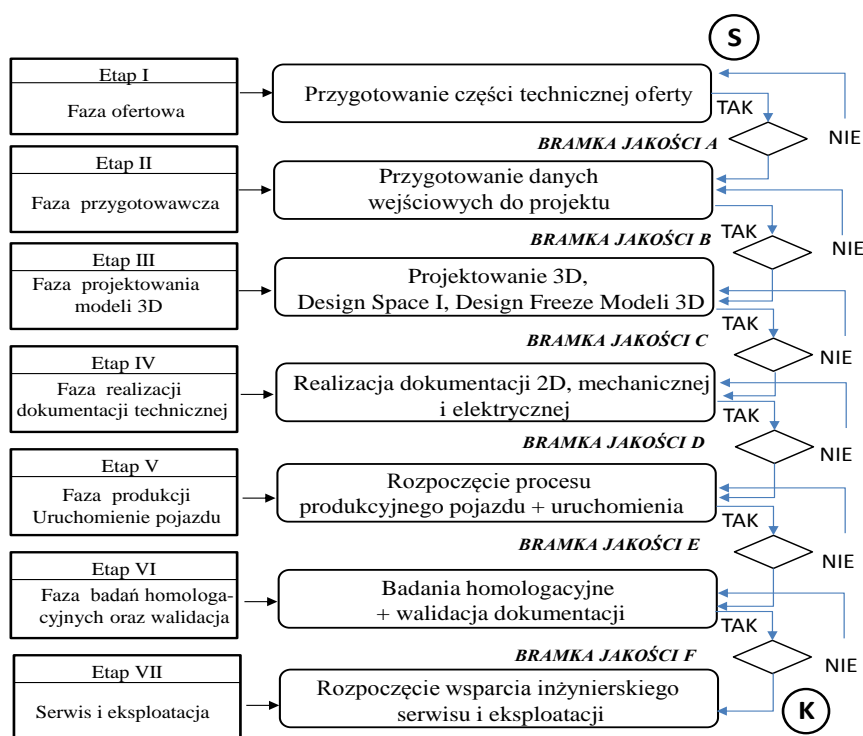 S
Etap I
Faza ofertowa
Przygotowanie części technicznej oferty
TAK
NIE
BRAMKA JAKOŚCI A
Etap II
Faza przygotowawcza
Przygotowanie danych
wejściowych do projektu
TAK
NIE
BRAMKA JAKOŚCI B
Etap III
Faza projektowania
modeli 3D
Projektowanie 3D,
Design Space I, Design Freeze Modeli 3D
TAK
NIE
BRAMKA JAKOŚCI C
Etap IV
Faza realizacji
dokumentacji technicznej
Realizacja dokumentacji 2D, mechanicznej
i elektrycznej
TAK
NIE
BRAMKA JAKOŚCI D
Etap V
Faza produkcji
Uruchomienie pojazdu
Rozpoczęcie procesu
produkcyjnego pojazdu + uruchomienia
TAK
NIE
BRAMKA JAKOŚCI E
Etap VI
Faza badań homologa-
cyjnych oraz walidacja
Badania homologacyjne
+ walidacja dokumentacji
TAK
NIE
BRAMKA JAKOŚCI F
Etap VII
Serwis i eksploatacja
Rozpoczęcie wsparcia inżynierskiego
serwisu i eksploatacji
K